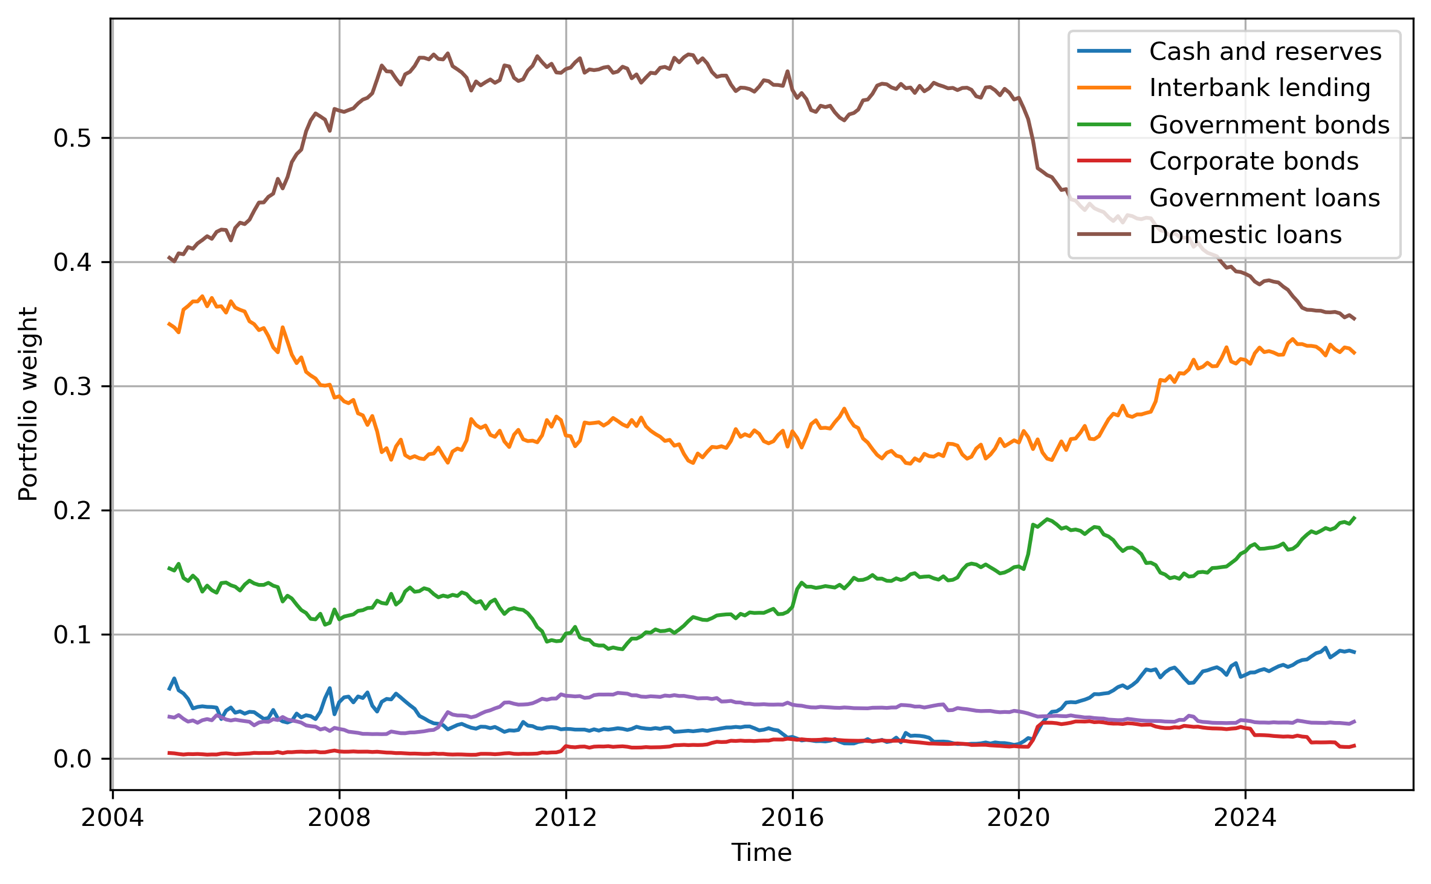 Cash and reserves
Interbank lending
Government bonds
Corporate bonds
Government loans
Domestic loans
0.5
0.4
0.3
0.2
0.1
0.0
Portfolio weight
2004 2008 2012 2016 2020 2024
Time